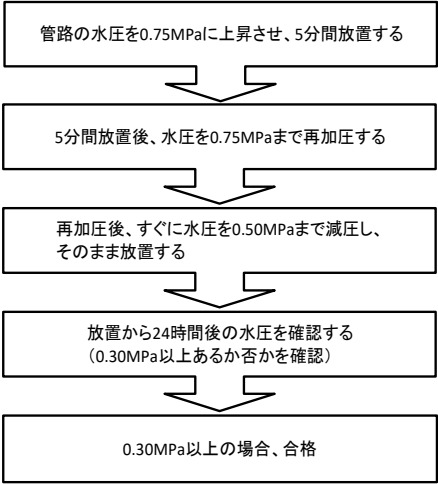 管路の水圧を0.75MPaに上昇させ、5分間放置する
5分間放置後、水圧を0.75MPaまで再加圧する
再加圧後、すぐに水圧を0.50MPaまで減圧し、
そのまま放置する
放置から24時間後の水圧を確認する
（0.30MPa以上あるか否かを確認）
0.30MPa以上の場合、合格